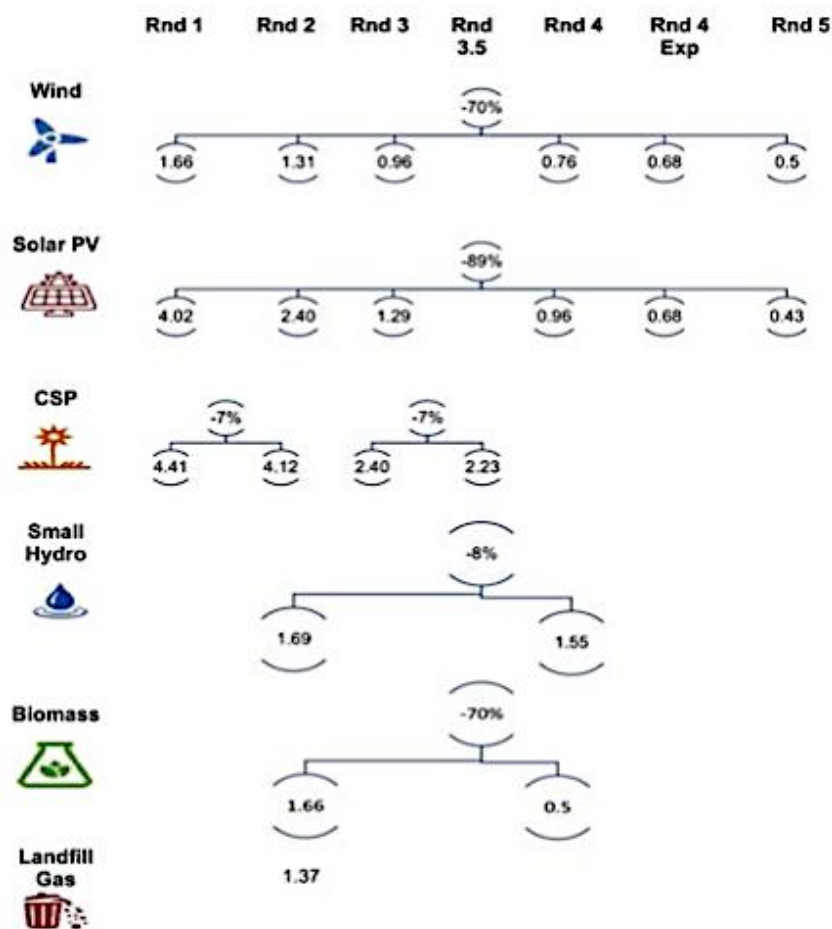 Rnd 1 Rnd 2 Rnd 3 Rnd 3.5 Rnd 4 Rnd 4 Exp Rnd 5
Wind
-70%
1.66 1.31 0.96 0.76 0.68 0.5
Solar PV
-89%
4.02 2.40 1.29 0.96 0.68 0.43
CSP
-7% -7%
4.41 4.12 2.40 2.23
Small
Hydro
-8%
1.69 1.55
Biomass
-70%
1.66 0.5
Landfill
Gas
1.37